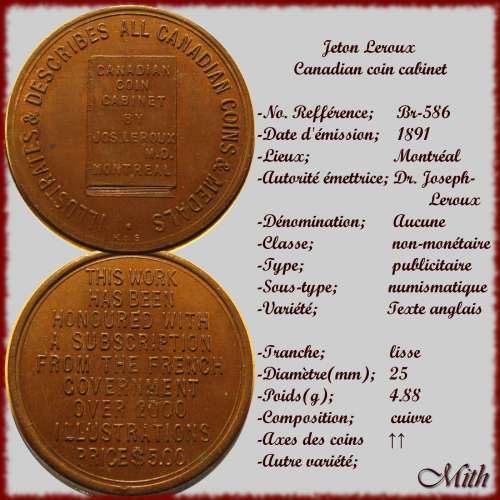 ILLUSTRATES & DESCRIBES ALL CANADIAN COINS & MEDALS
CANADIAN
COIN
CABINET
BY
JOS. LEROUX
M.D.
MONTREAL
THIS WORK
HAS BEEN
HONOURED WITH
A SUBSCRIPTION
FROM THE FRENCH
GOVERNMENT
OVER 2000
ILLUSTRATIONS
PRICE $5.00
Jeton Leroux
Canadian coin cabinet
-No. Refférence; Br-586
-Date d'émission; 1891
-Lieux; Montréal
-Autorité émettrice; Dr. Joseph-
Leroux
-Dénomination; Aucune
-Classe; non-monétaire
-Type; publicitaire
-Sous-type; numismatique
-Variété; Texte anglais
-Tranche; lisse
-Diamètre(mm); 25
-Poids(g); 4.88
-Composition; cuivre
-Axes des coins ↑↑
-Autre variété;
Mith